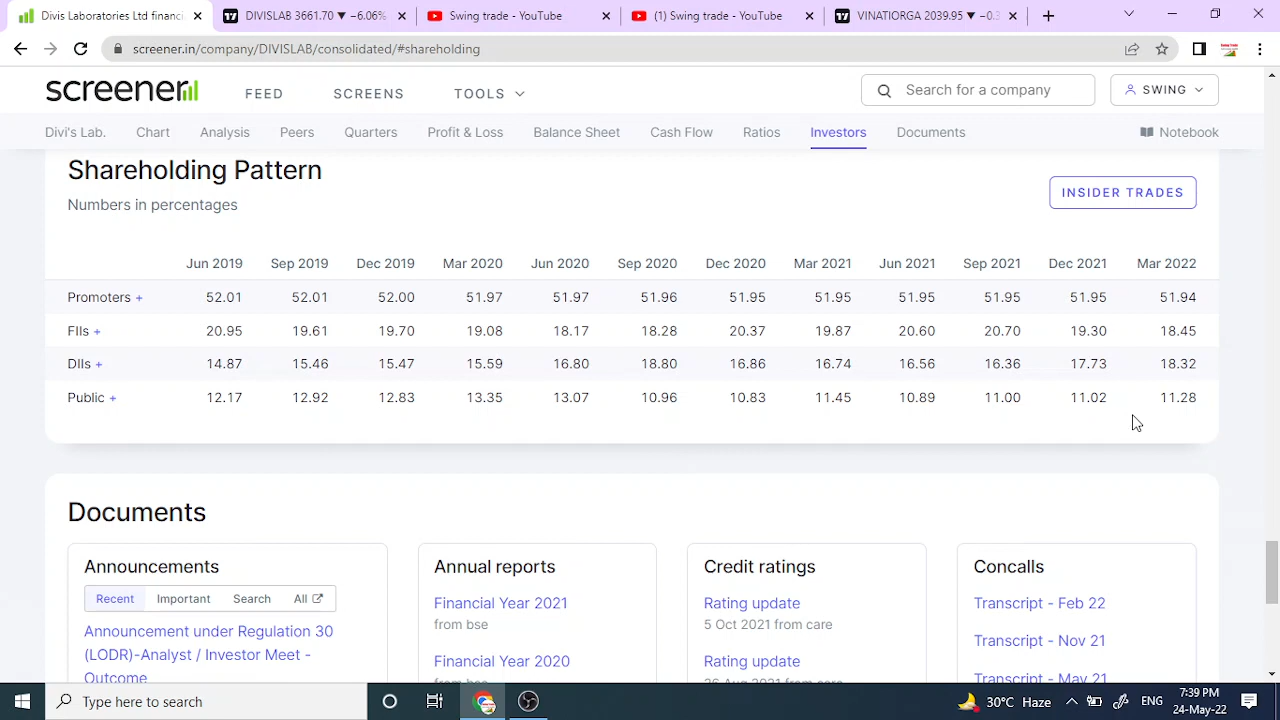 Divi's Lab Ltd financi
DIVISLAB 3661.70 ▼ −6.06%
Swing trade - YouTube
(1) Swing trade - YouTube
VINATIORGA 2039.95 ▼ −0.3
screener.in/company/DIVISLAB/consolidated/#shareholding
screener
FEED
SCREENS
TOOLS
Search for a company
SWING
Divi's Lab.
Chart
Analysis
Peers
Quarters
Profit & Loss
Balance Sheet
Cash Flow
Ratios
Investors
Documents
Notebook
Shareholding Pattern
Numbers in percentages
INSIDER TRADES
Jun 2019 Sep 2019 Dec 2019 Mar 2020 Jun 2020 Sep 2020 Dec 2020 Mar 2021 Jun 2021 Sep 2021 Dec 2021 Mar 2022
Promoters + 52.01 52.01 52.00 51.97 51.97 51.96 51.95 51.95 51.95 51.95 51.95 51.94
FIIs + 20.95 19.61 19.70 19.08 18.17 18.28 20.37 19.87 20.60 20.70 19.30 18.45
DIIs + 14.87 15.46 15.47 15.59 16.80 18.80 16.86 16.74 16.56 16.36 17.73 18.32
Public + 12.17 12.92 12.83 13.35 13.07 10.96 10.83 11.45 10.89 11.00 11.02 11.28
Documents
Announcements
Recent Important Search All
Announcement under Regulation 30
(LODR)-Analyst / Investor Meet -
Outcome
Annual reports
Financial Year 2021
from bse
Financial Year 2020
from bse
Credit ratings
Rating update
5 Oct 2021 from care
Rating update
26 Aug 2021 from care
Concalls
Transcript - Feb 22
Transcript - Nov 21
Transcript - May 21
Type here to search
30°C Haze
ENG
7:39 PM
24-May-22